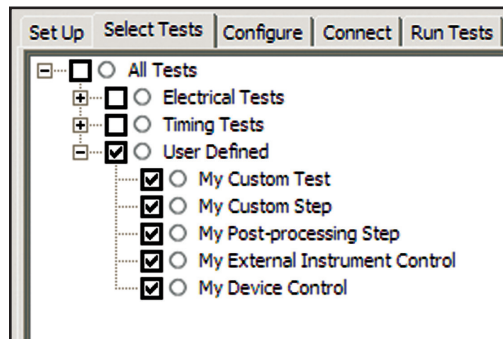 Set Up Select Tests Configure Connect Run Tests
All Tests
Electrical Tests
Timing Tests
User Defined
My Custom Test
My Custom Step
My Post-processing Step
My External Instrument Control
My Device Control